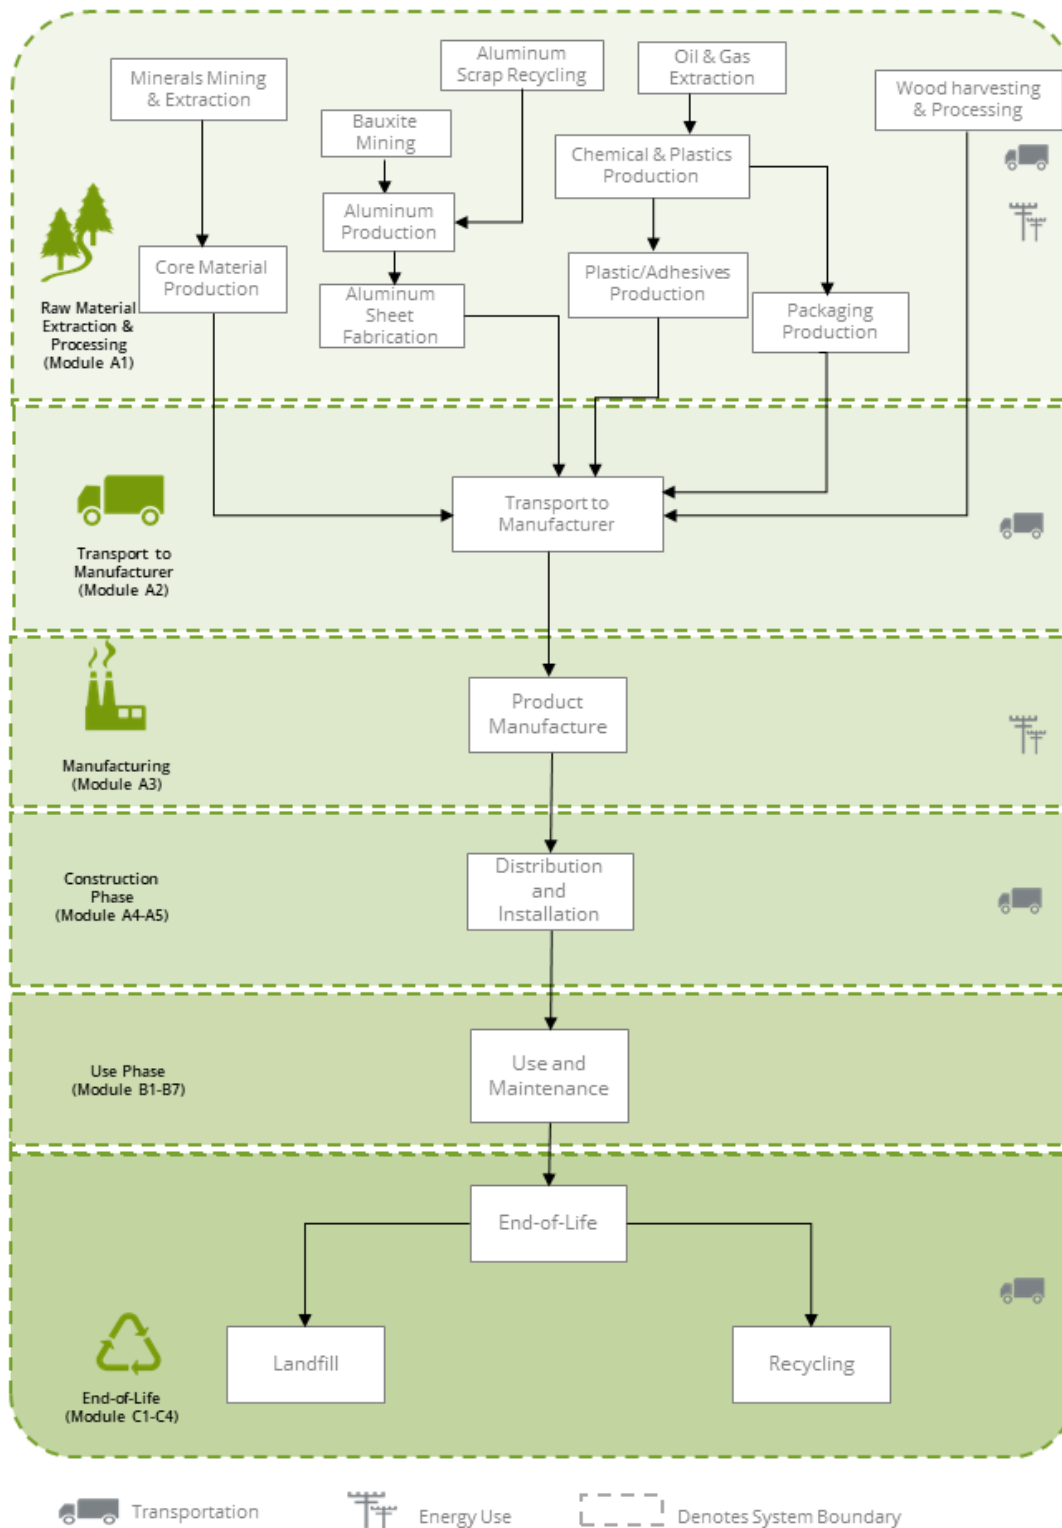 Aluminum
Scrap Recycling
Oil & Gas
Extraction
Minerals Mining
& Extraction
Wood harvesting
& Processing
Bauxite
Mining
Chemical & Plastics
Production
Aluminum
Production
Core Material
Production
Plastic/Adhesives
Production
Aluminum
Sheet
Fabrication
Packaging
Production
Raw Material
Extraction &
Processing
(Module A1)
Transport to
Manufacturer
Transport to
Manufacturer
(Module A2)
Product
Manufacture
Manufacturing
(Module A3)
Distribution
and
Installation
Construction
Phase
(Module A4-A5)
Use and
Maintenance
Use Phase
(Module B1-B7)
End-of-Life
Landfill
Recycling
End-of-Life
(Module C1-C4)
Transportation
Energy Use
Denotes System Boundary